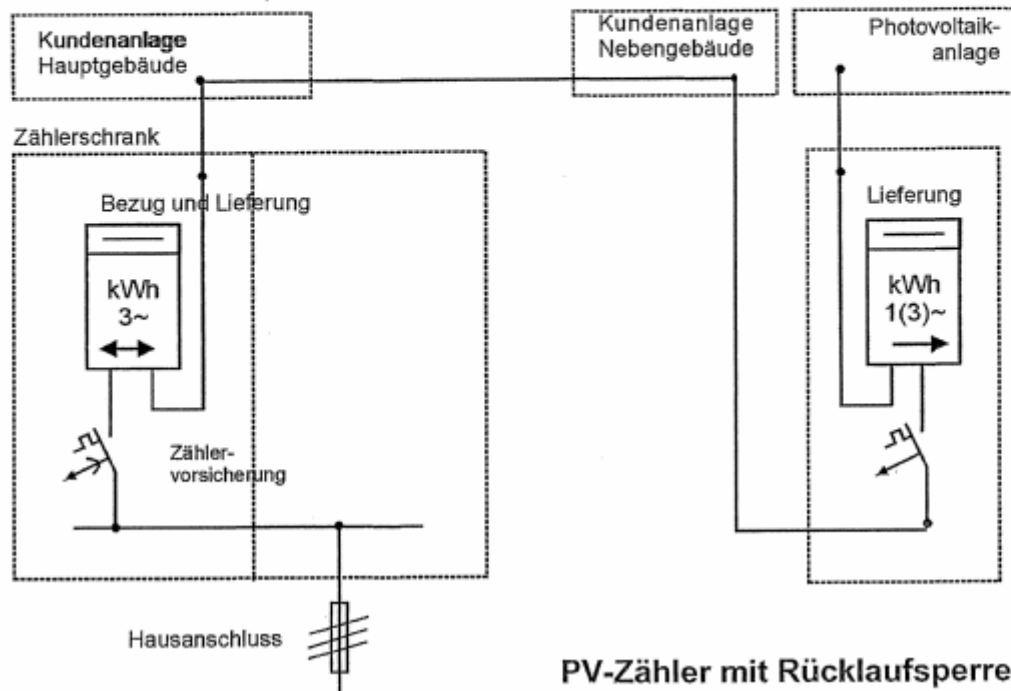 Kundenanlage
Hauptgebäude
Kundenanlage
Nebengebäude
Photovoltaik-
anlage
Zählerschrank
Bezug und Lieferung
kWh
3~
Zähler-
vorsicherung
Lieferung
kWh
1(3)~
Hausanschluss
PV-Zähler mit Rücklaufsperre